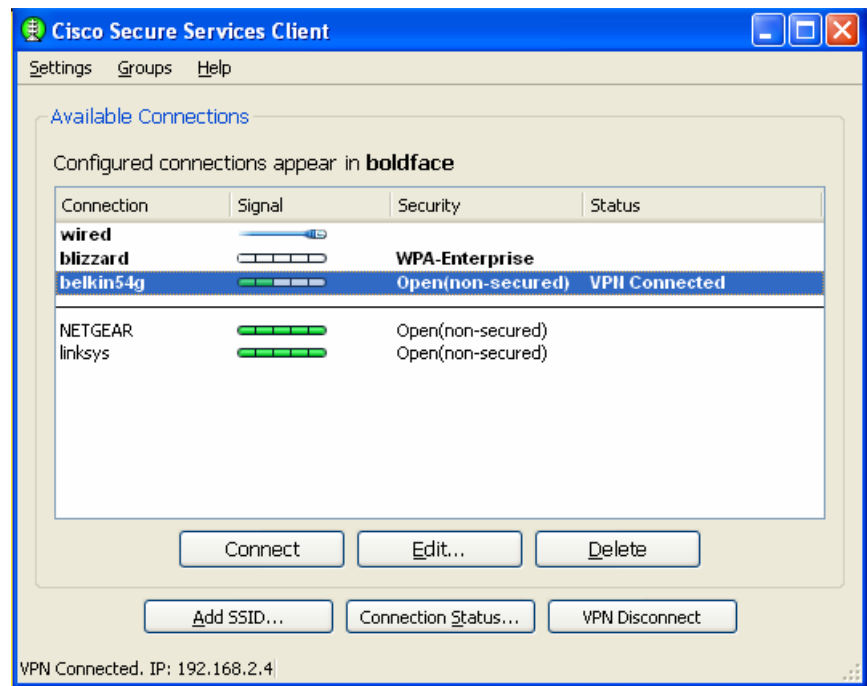 Cisco Secure Services Client
Settings Groups Help
Available Connections
Configured connections appear in boldface
Connection Signal Security Status
wired
blizzard WPA-Enterprise
belkin54g Open(non-secured) VPN Connected
NETGEAR Open(non-secured)
linksys Open(non-secured)
Connect Edit... Delete
Add SSID... Connection Status... VPN Disconnect
VPN Connected. IP: 192.168.2.4